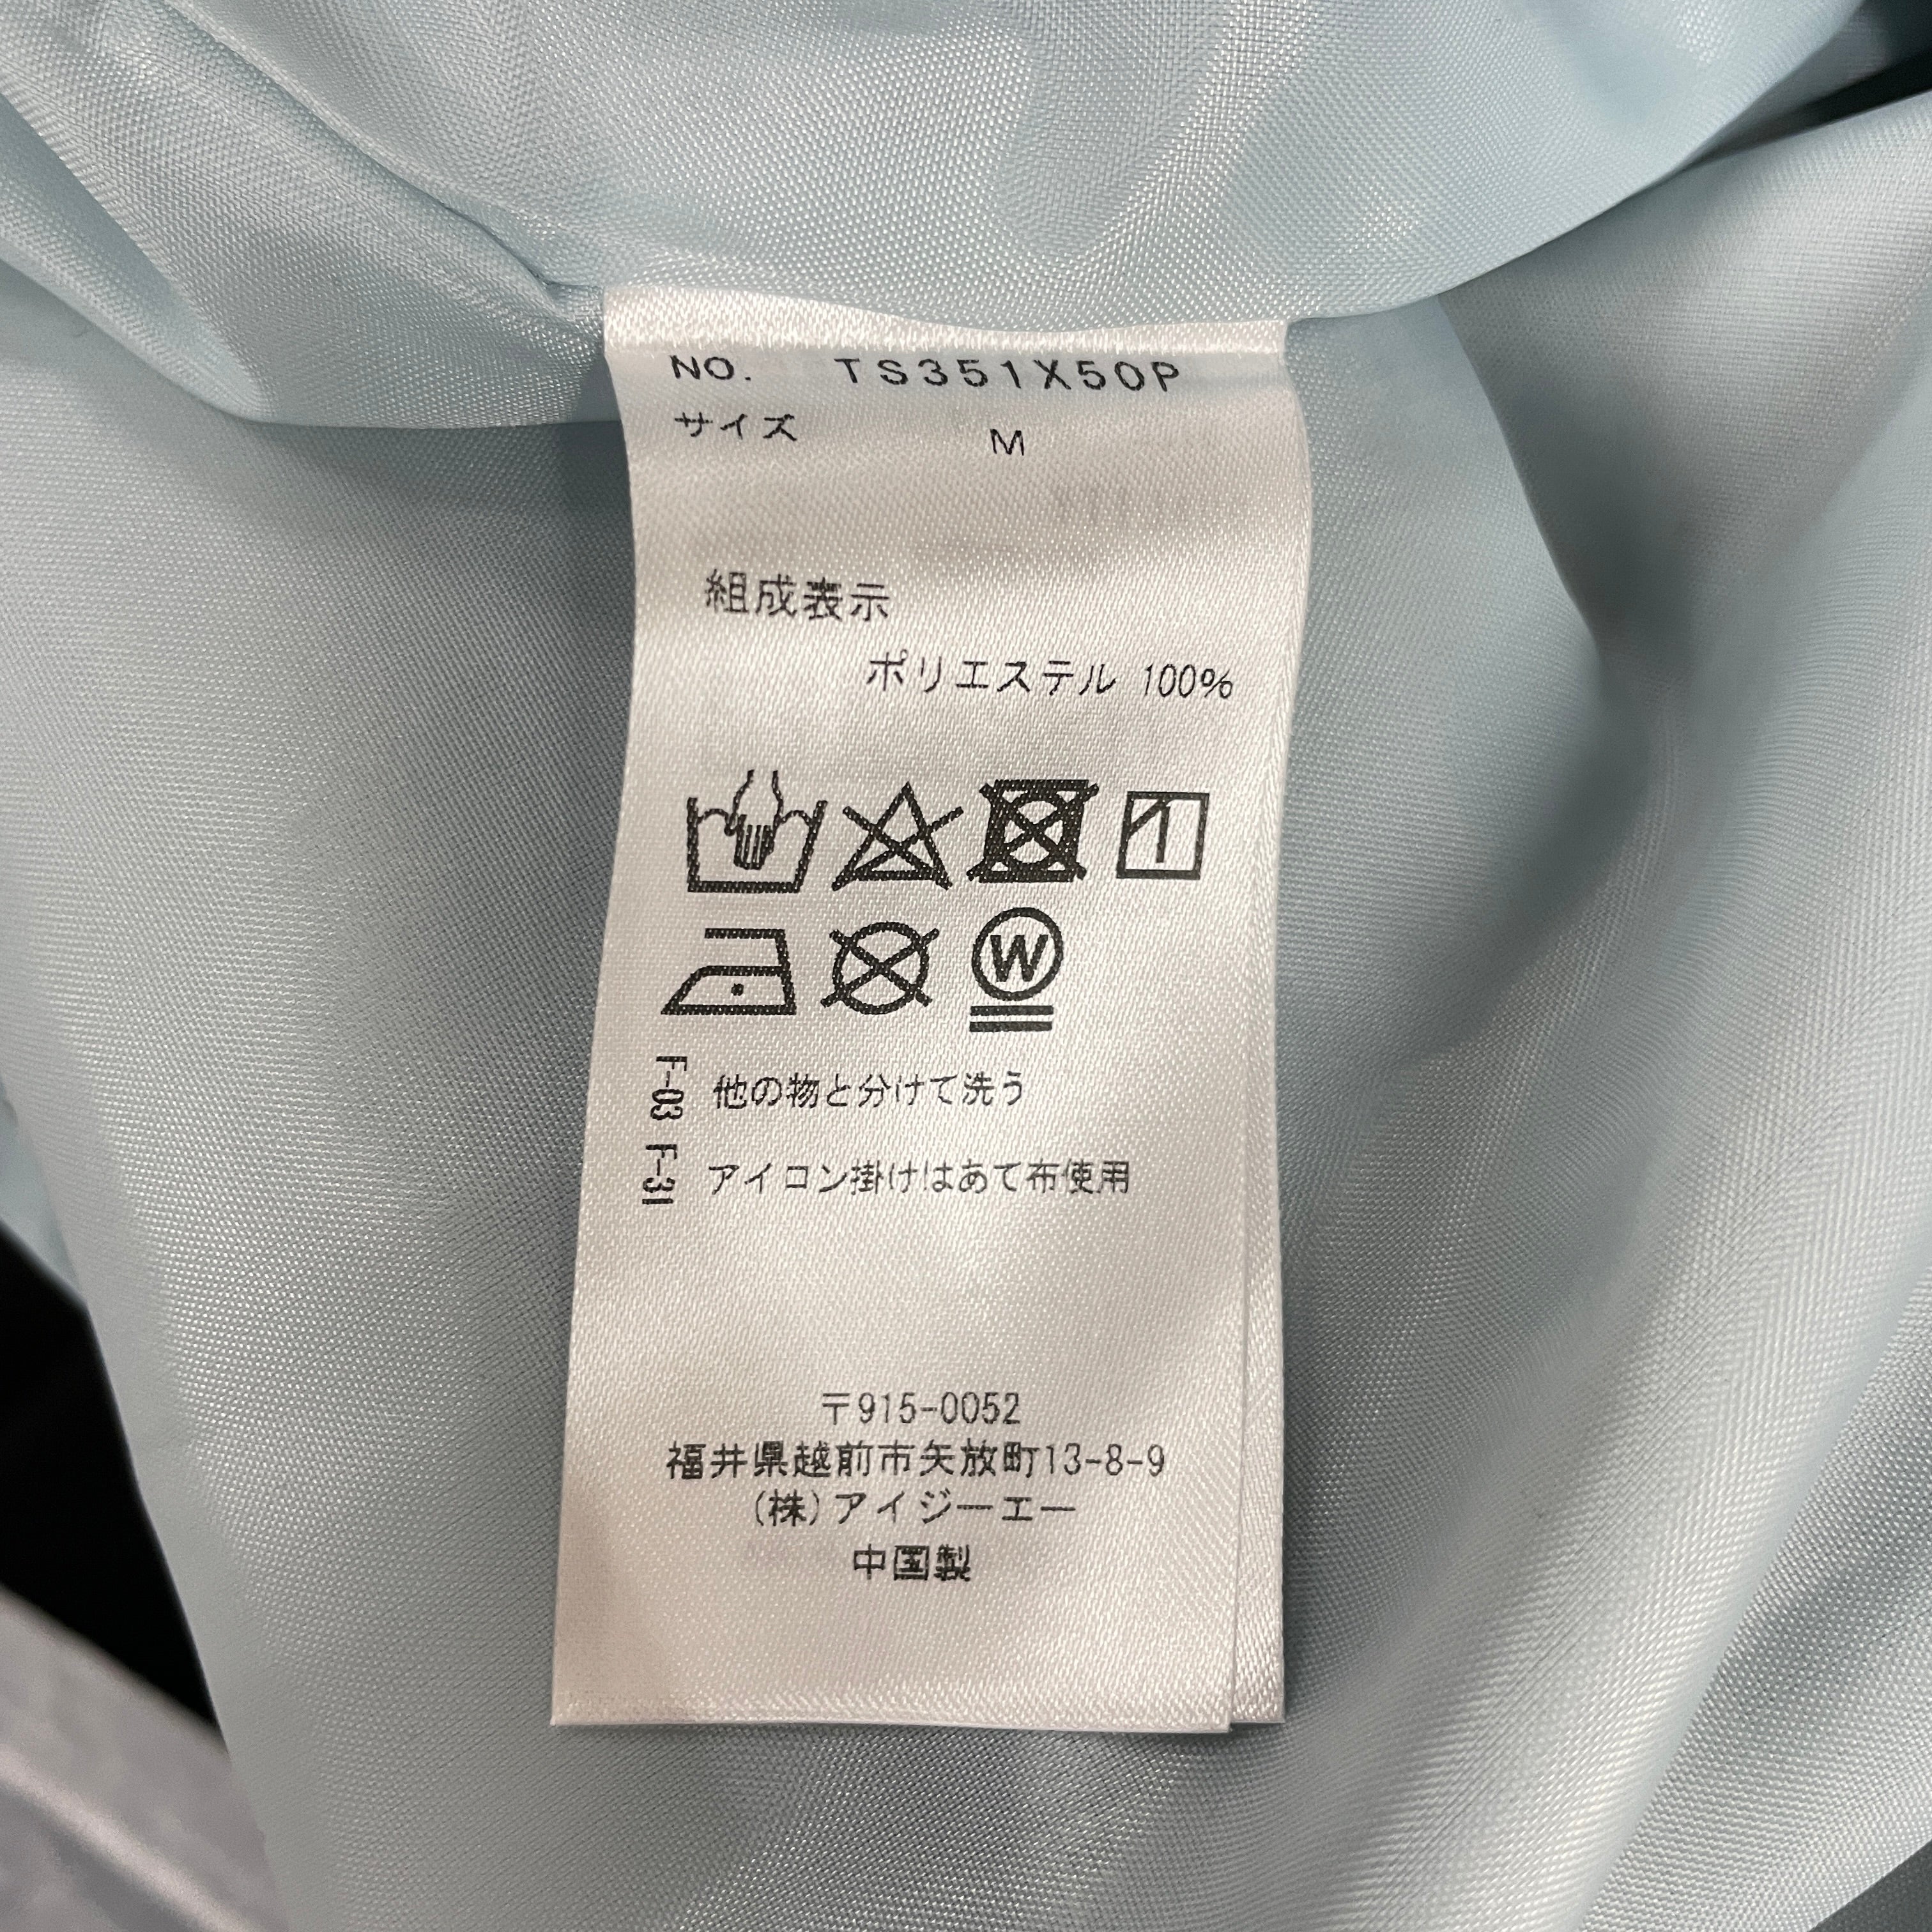 NO. TS351X50P
サイズ M
組成表示
ポリエステル 100%
W
他の物と分けて洗う
アイロン掛けはあて布使用
F-03 F-31
〒915-0052
福井県越前市矢放町13-8-9
(株)アイジーエー
中国製